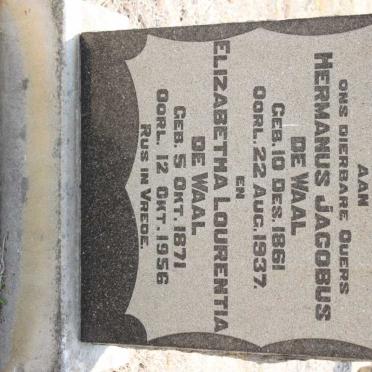 AAN
ONS DIERBARE OUERS
HERMANUS JACOBUS
DE WAAL
GEB. 10 DES. 1861
OORL. 22 AUG. 1937.
EN
ELIZABETHA LOURENTIA
DE WAAL
GEB. 5 OKT. 1871
OORL. 12 OKT. 1956
RUS IN VREDE.